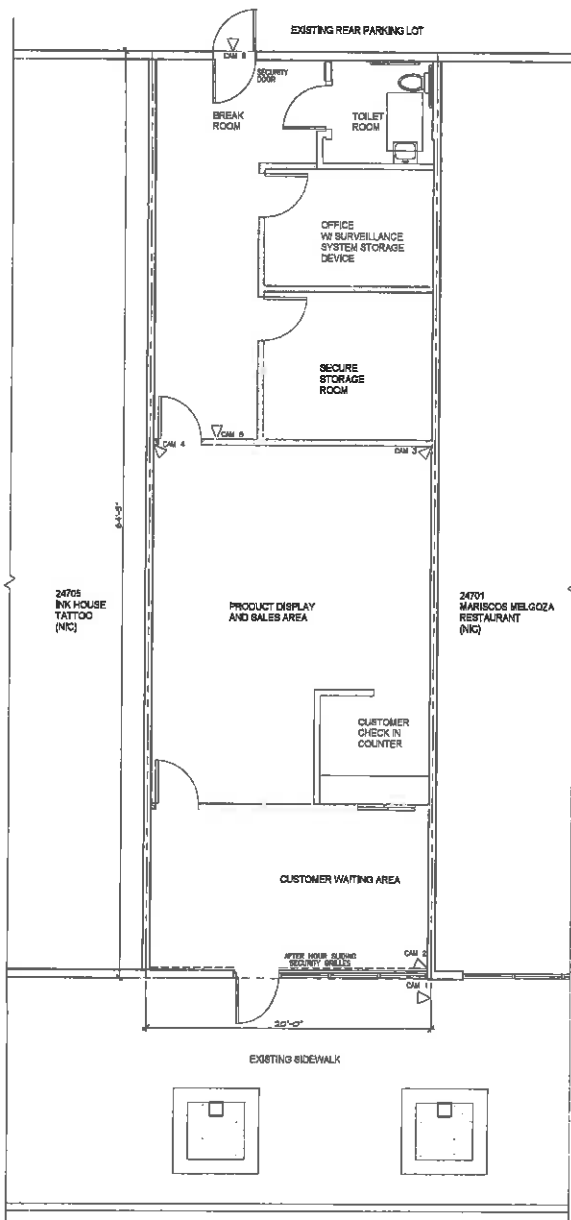 EXISTING REAR PARKING LOT
CAM 6
SECURITY
DOOR
BREAK
ROOM
TOILET
ROOM
OFFICE
W/ SURVEILLANCE
SYSTEM STORAGE
DEVICE
SECURE
STORAGE
ROOM
CAM 4
CAM 5
CAM 3
24705
INK HOUSE
TATTOO
(NIC)
PRODUCT DISPLAY
AND SALES AREA
24701
MARISCOS MELGOZA
RESTAURANT
(NIC)
CUSTOMER
CHECK IN
COUNTER
CUSTOMER WAITING AREA
AFTER HOUR SLIDING
SECURITY GRILLES
CAM 2
CAM 1
20'-0"
EXISTING SIDEWALK